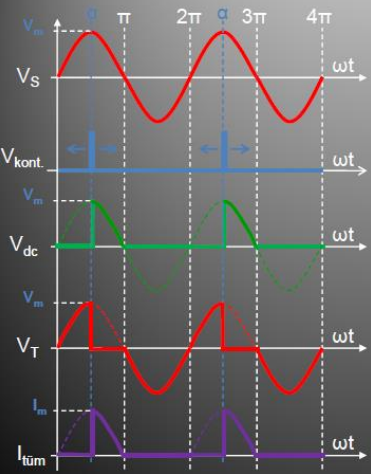 α π 2π α 3π 4π
Vm
VS ωt
Vkont. ωt
Vm
Vdc ωt
Vm
VT ωt
Im
Itüm ωt